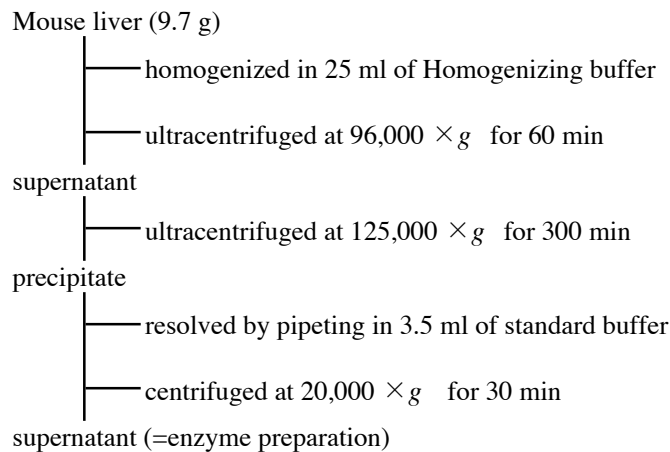 Mouse liver (9.7 g)
homogenized in 25 ml of Homogenizing buffer
ultracentrifuged at 96,000 ×g for 60 min
supernatant
ultracentrifuged at 125,000 ×g for 300 min
precipitate
resolved by pipeting in 3.5 ml of standard buffer
centrifuged at 20,000 ×g for 30 min
supernatant (=enzyme preparation)